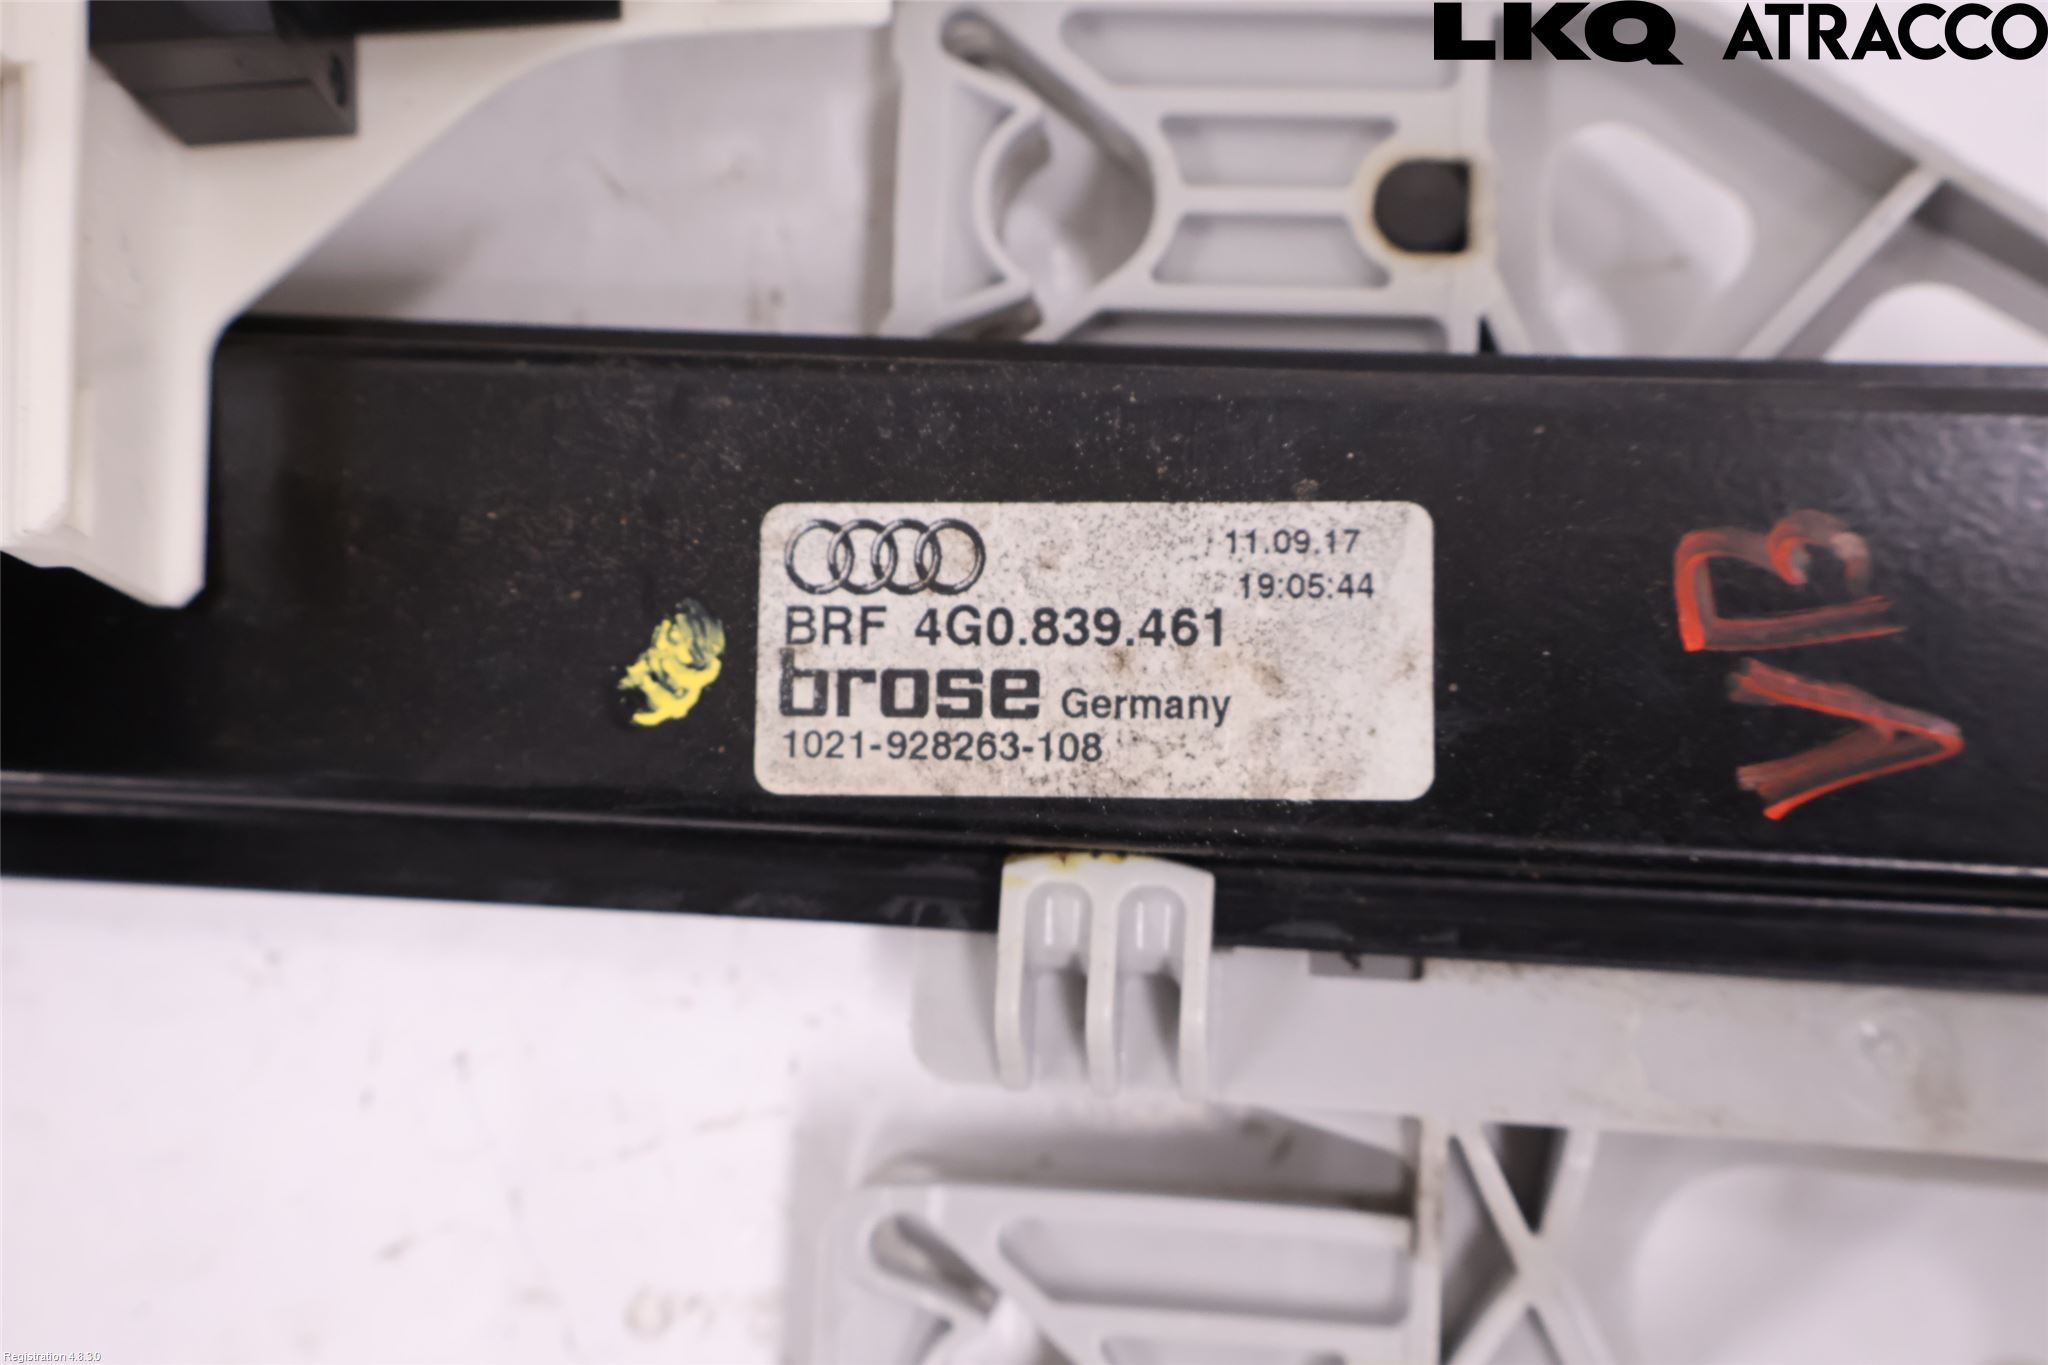 LKQ ATRACCO
11.09.17
19:05:44
BRF 4G0.839.461
brose Germany
1021-928263-108
VB
Registration 4.8.3.0